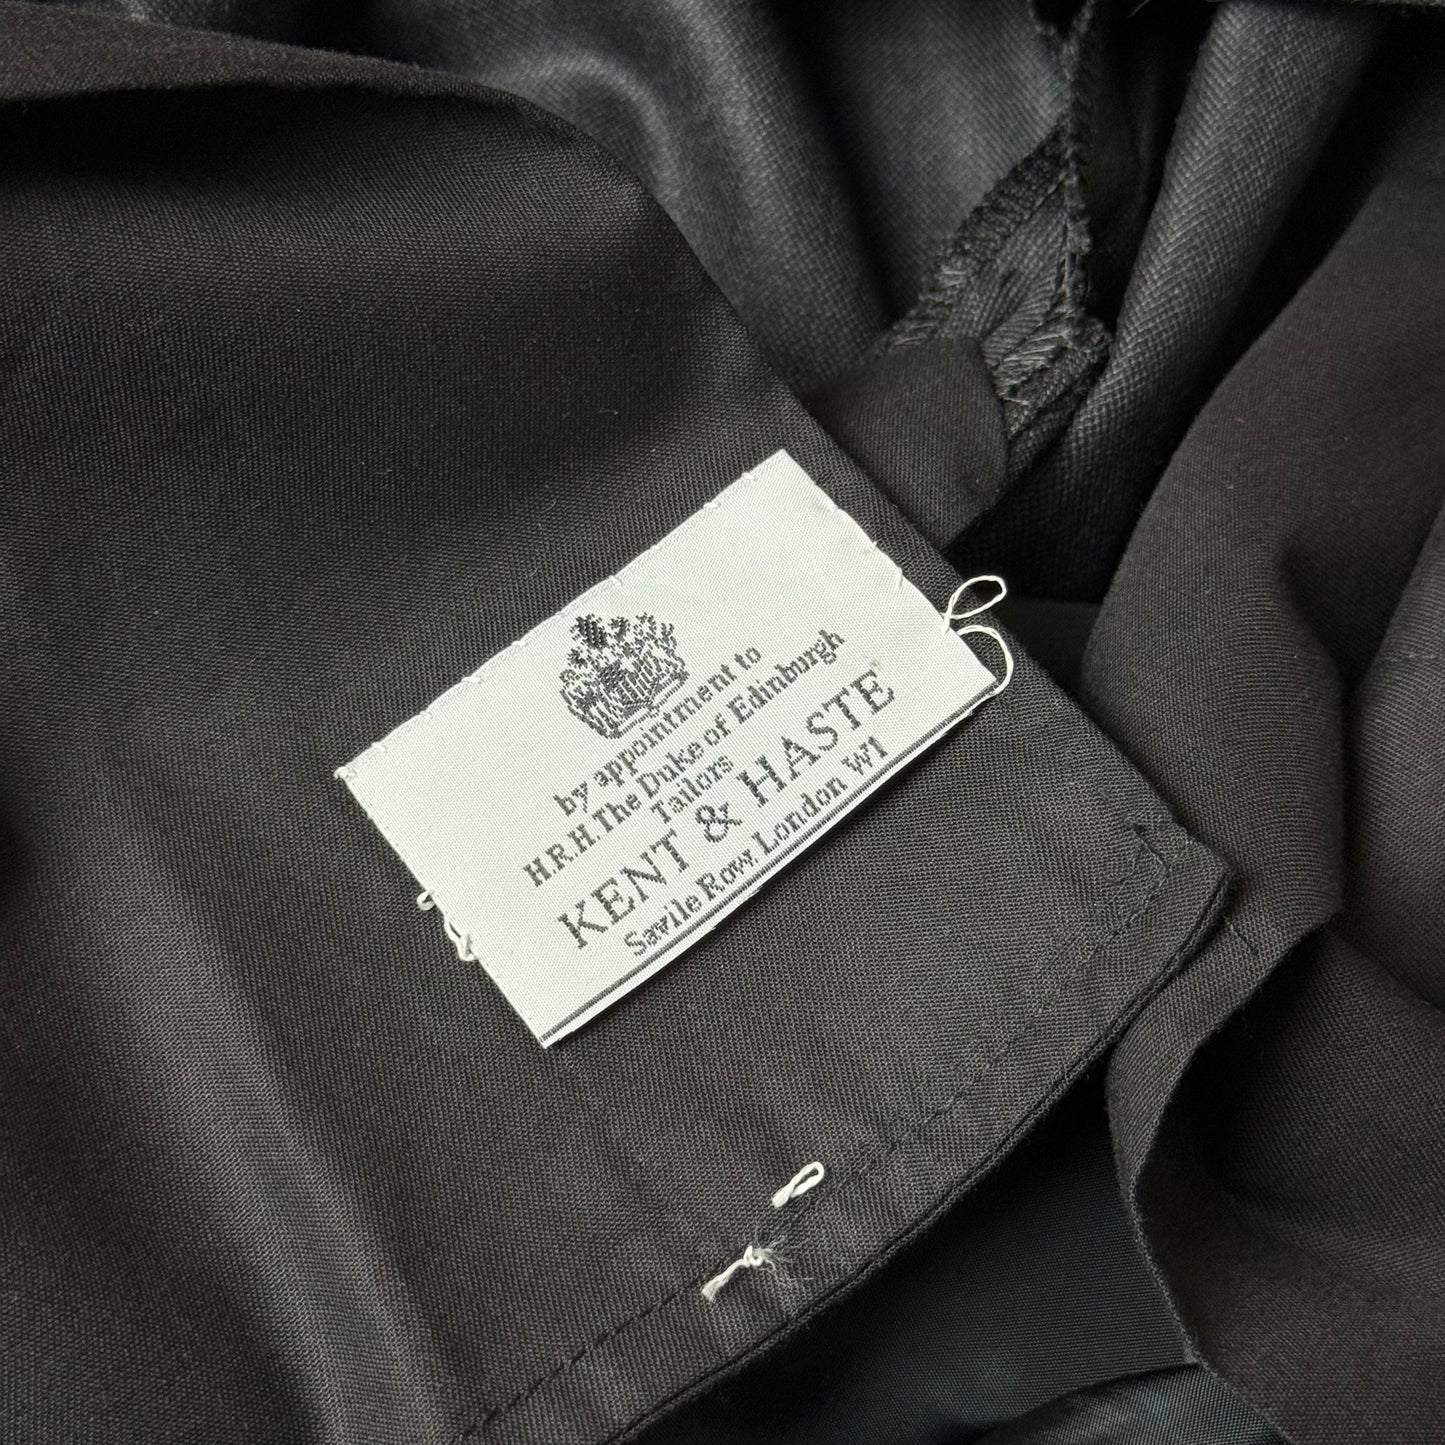 by appointment to
H.R.H. The Duke of Edinburgh
Tailors
KENT & HASTE
Savile Row. London W1